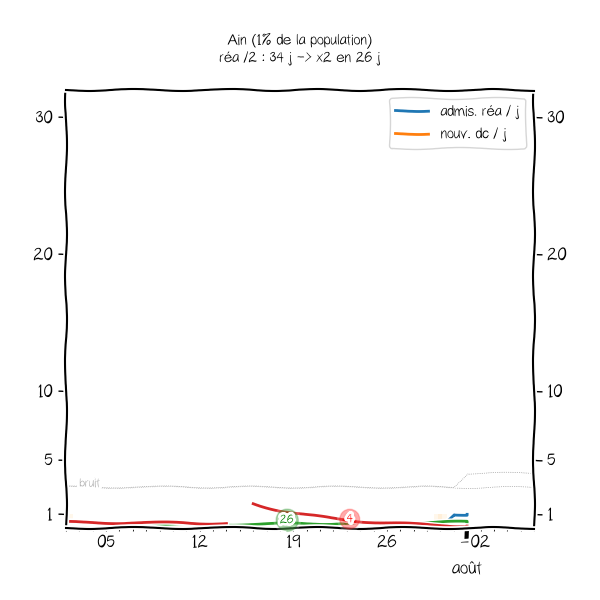 Ain (1% de la population)
réa /2 : 34 j -> x2 en 26 j
admis. réa / j
nouv. dc / j
30
30
20
20
10
10
5
5
bruit
1
1
26
4
05 12 19 26 02
août